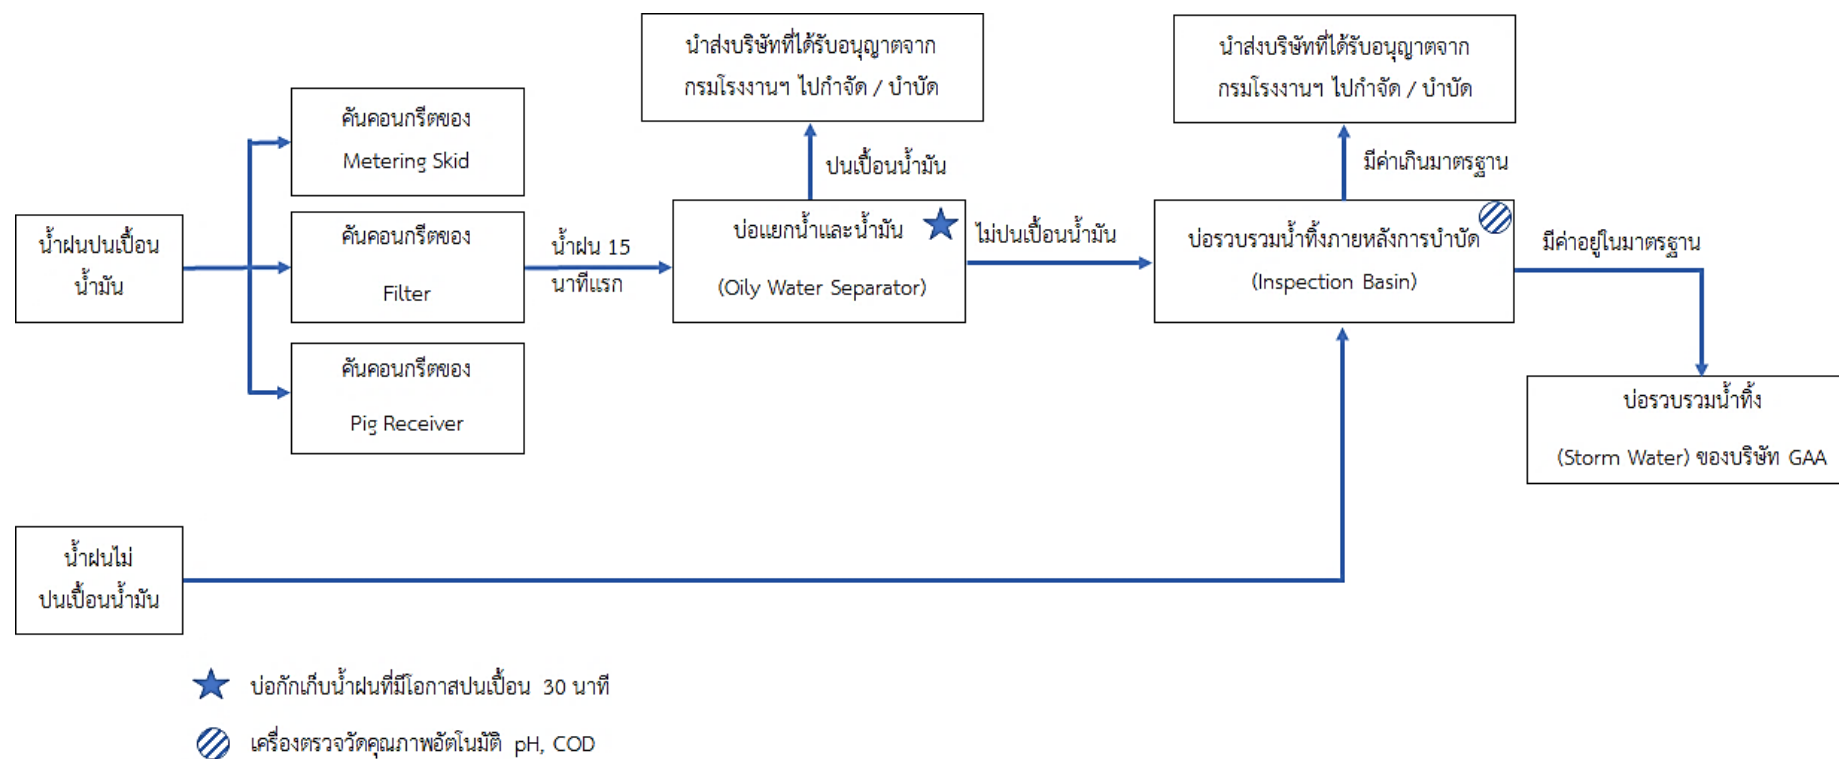 นำส่งบริษัทที่ได้รับอนุญาตจาก
กรมโรงงานฯ ไปกำจัด / บำบัด
นำส่งบริษัทที่ได้รับอนุญาตจาก
กรมโรงงานฯ ไปกำจัด / บำบัด
คันคอนกรีตของ
Metering Skid
ปนเปื้อนน้ำมัน
มีค่าเกินมาตรฐาน
น้ำฝนปนเปื้อน
น้ำมัน
คันคอนกรีตของ
Filter
น้ำฝน 15
นาทีแรก
บ่อแยกน้ำและน้ำมัน
(Oily Water Separator)
ไม่ปนเปื้อนน้ำมัน
บ่อรวบรวมน้ำทิ้งภายหลังการบำบัด
(Inspection Basin)
มีค่าอยู่ในมาตรฐาน
คันคอนกรีตของ
Pig Receiver
บ่อรวบรวมน้ำทิ้ง
(Storm Water) ของบริษัท GAA
น้ำฝนไม่
ปนเปื้อนน้ำมัน
บ่อกักเก็บน้ำฝนที่มีโอกาสปนเปื้อน 30 นาที
เครื่องตรวจวัดคุณภาพอัตโนมัติ pH, COD